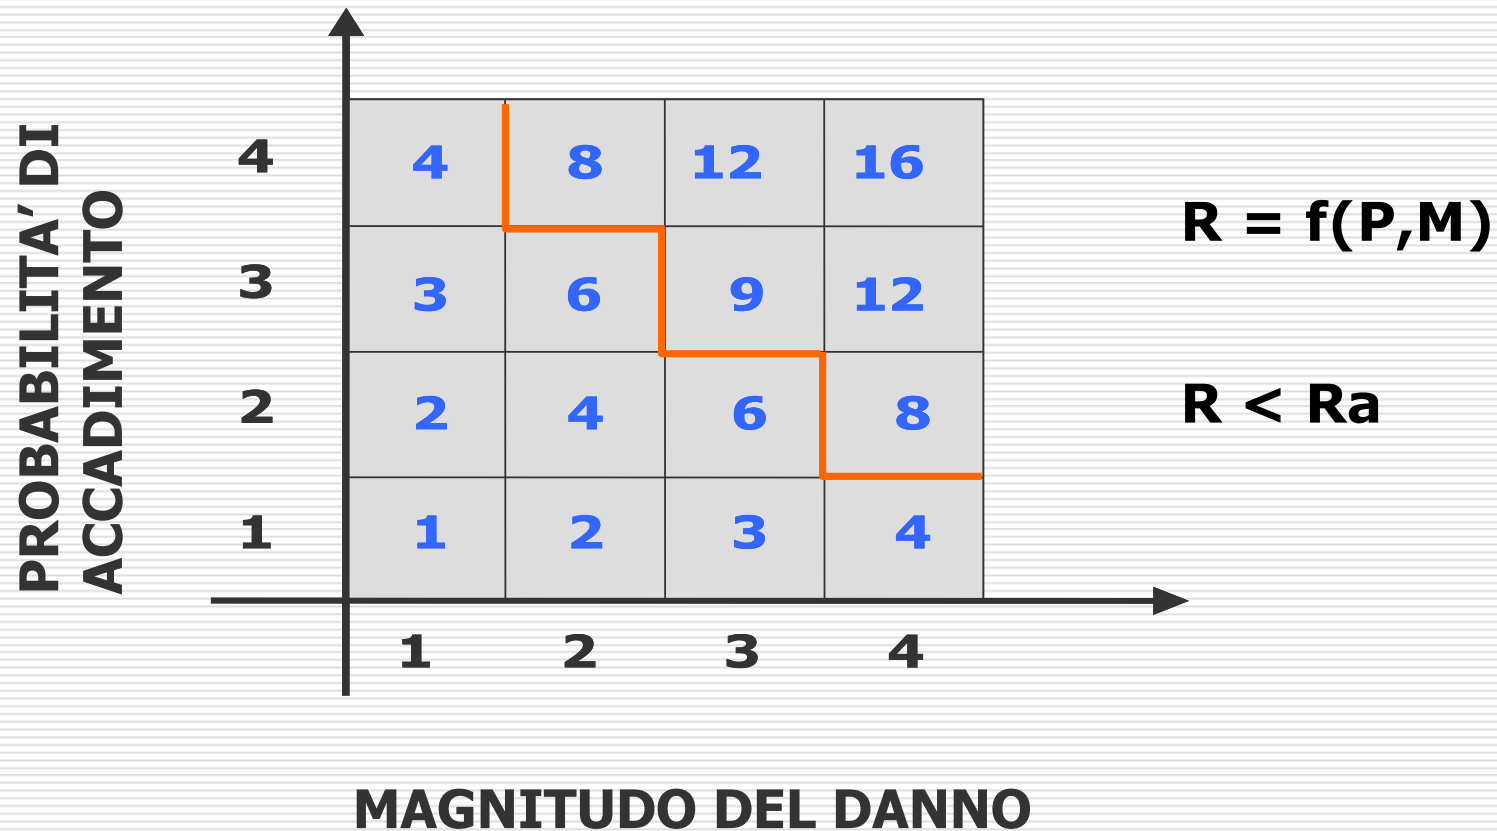 PROBABILITA’ DI
ACCADIMENTO
4 4 8 12 16
3 3 6 9 12
2 2 4 6 8
1 1 2 3 4
1 2 3 4
MAGNITUDO DEL DANNO
R = f(P,M)
R < Ra